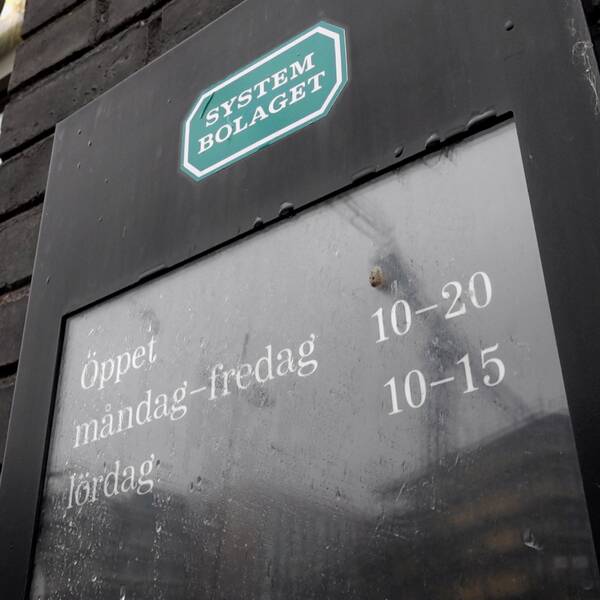 SYSTEM
BOLAGET
Öppet
måndag–fredag 10–20
lördag 10–15